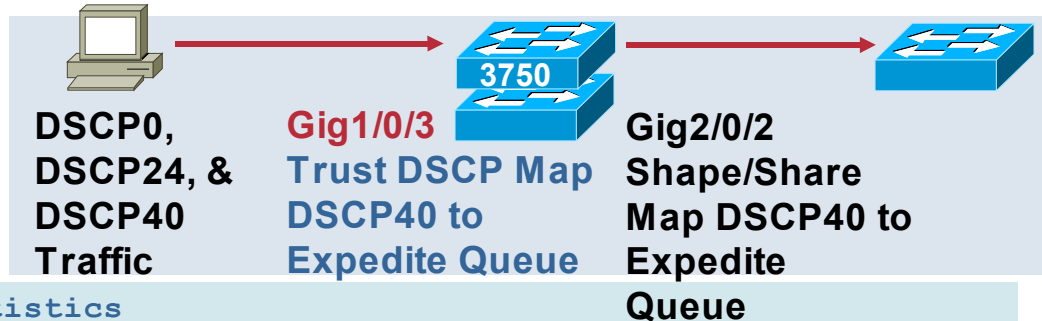 3750
DSCP0,
DSCP24, &
DSCP40
Traffic
Gig1/0/3
Trust DSCP Map
DSCP40 to
Expedite Queue
Gig2/0/2
Shape/Share
Map DSCP40 to
Expedite
Queue
istics